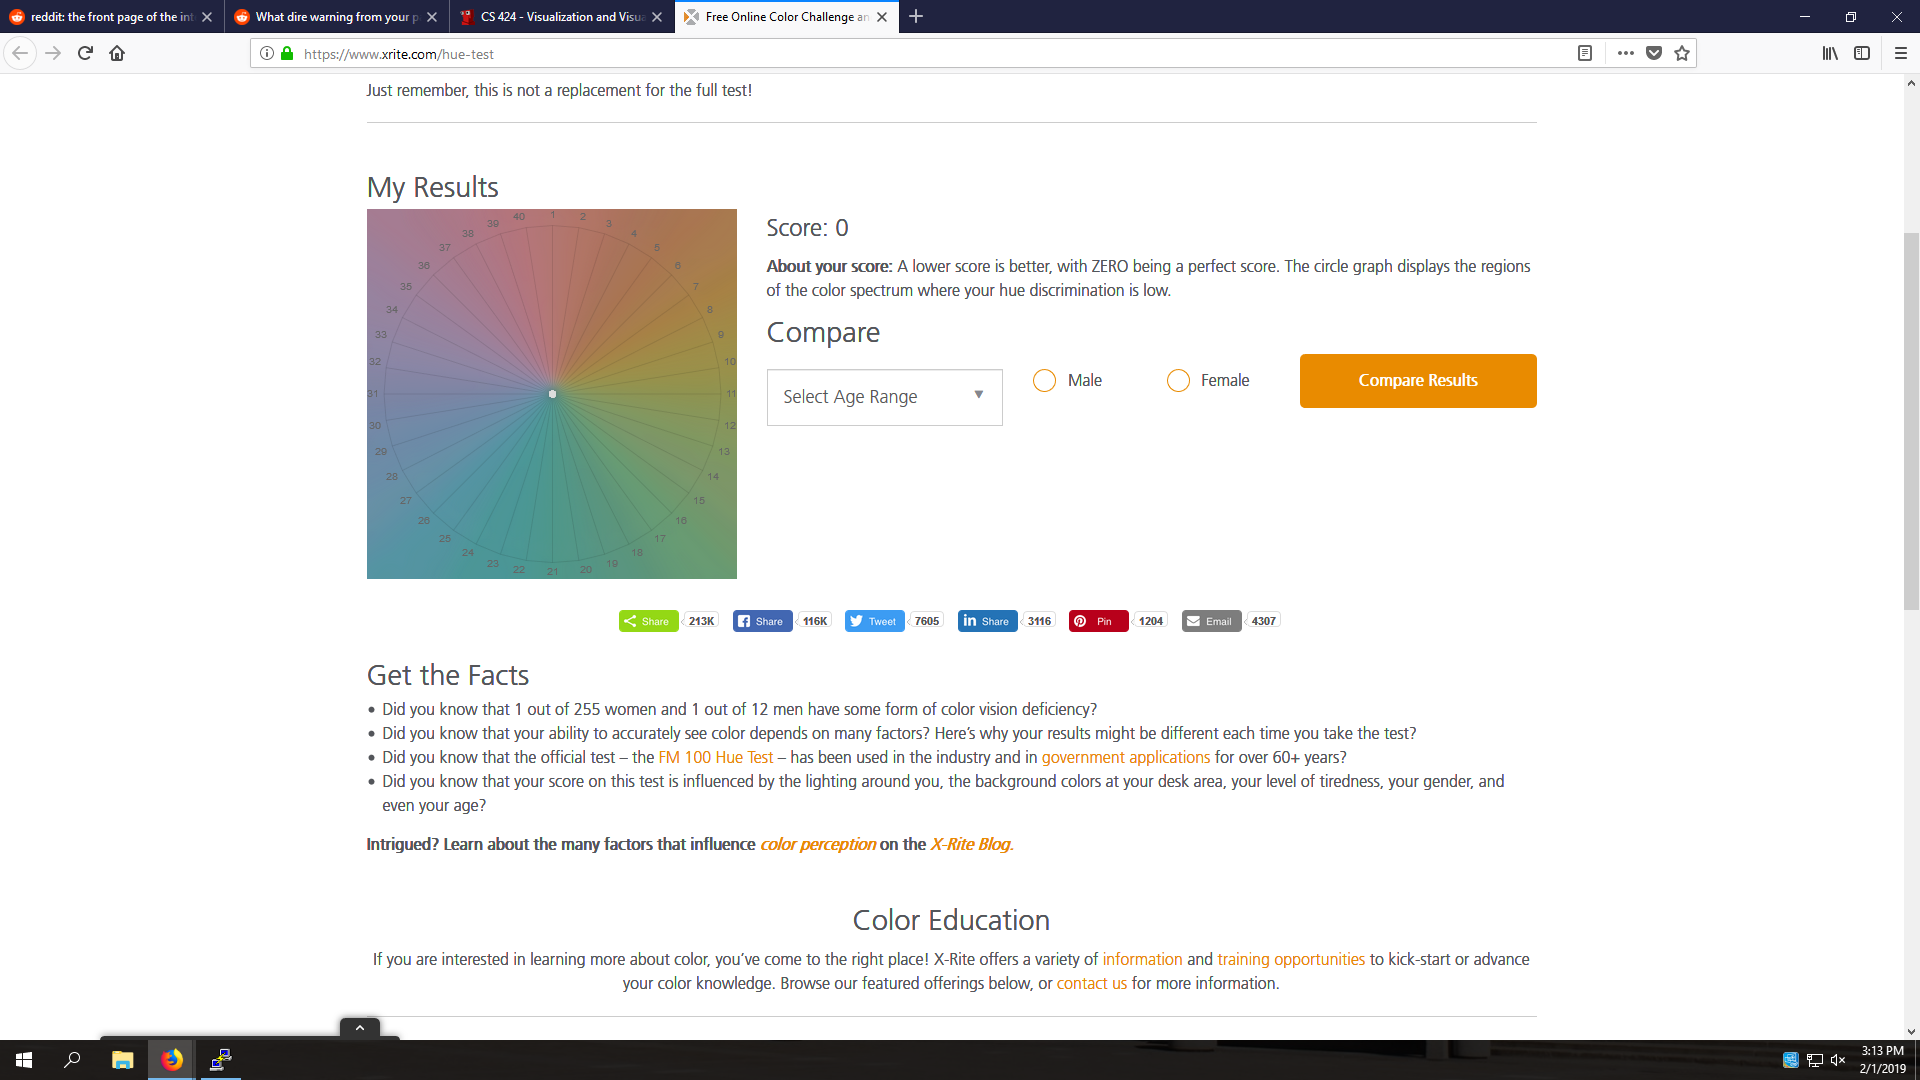 reddit: the front page of the in
What dire warning from your p
CS 424 - Visualization and Visua
Free Online Color Challenge an
https://www.xrite.com/hue-test
Just remember, this is not a replacement for the full test!
My Results
40 1 2
39 3
38 4
37 5
36 6
35 7
34 8
33 9
32 10
31 11
30 12
29 13
28 14
27 15
26 16
25 17
24 18
23 19
22 21 20
Score: 0
About your score: A lower score is better, with ZERO being a perfect score. The circle graph displays the regions
of the color spectrum where your hue discrimination is low.
Compare
Select Age Range
Male
Female
Compare Results
Share 213K
Share 116K
Tweet 7605
in Share 3116
Pin 1204
Email 4307
Get the Facts
• Did you know that 1 out of 255 women and 1 out of 12 men have some form of color vision deficiency?
• Did you know that your ability to accurately see color depends on many factors? Here's why your results might be different each time you take the test?
• Did you know that the official test – the FM 100 Hue Test – has been used in the industry and in government applications for over 60+ years?
• Did you know that your score on this test is influenced by the lighting around you, the background colors at your desk area, your level of tiredness, your gender, and
even your age?
Intrigued? Learn about the many factors that influence color perception on the X-Rite Blog.
Color Education
If you are interested in learning more about color, you've come to the right place! X-Rite offers a variety of information and training opportunities to kick-start or advance
your color knowledge. Browse our featured offerings below, or contact us for more information.
3:13 PM
2/1/2019